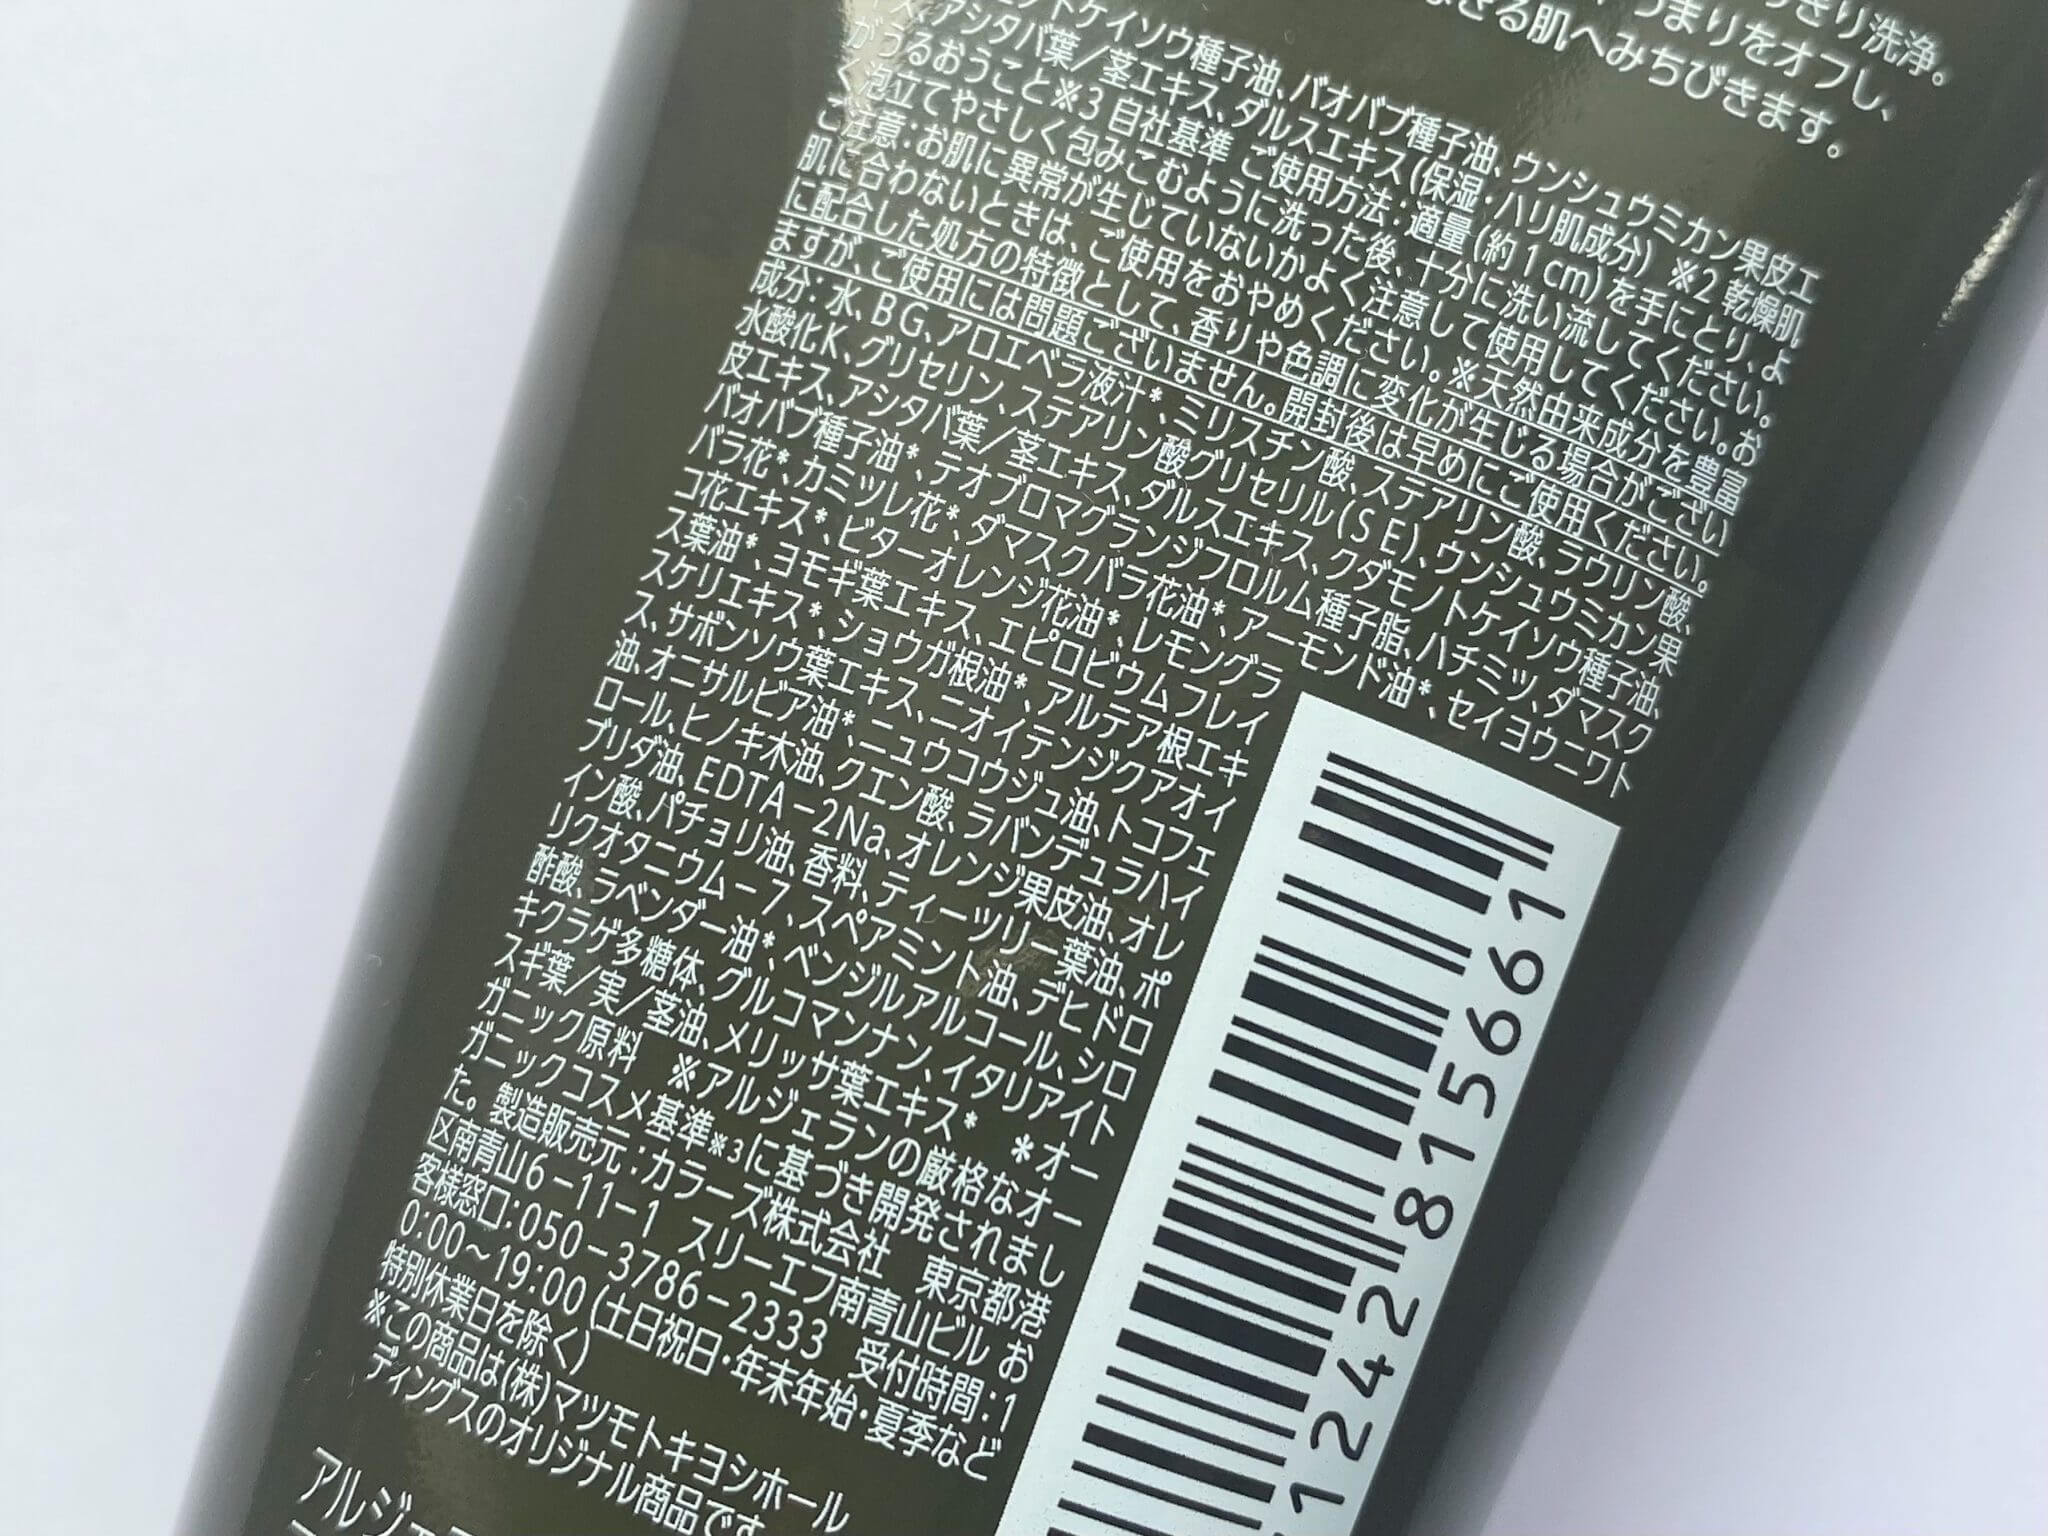 っきり洗浄。
つまりをオフし、
なぎる肌へみちびきます。
トケイソウ種子油、バオバブ種子油、ウンシュウミカン果皮エ
ス、アシタバ葉/茎エキス、ダルスエキス(保湿・ハリ肌成分) ※2 乾燥肌
がうるおうこと※3 自社基準 ご使用方法:適量(約1cm)を手にとり、よ
く泡立てやさしく包みこむように洗った後、十分に洗い流してください。
ご注意:お肌に異常が生じていないかよく注意して使用してください。お
肌に合わないときは、ご使用をおやめください。※天然由来成分を豊富
に配合した処方の特徴として、香りや色調に変化が生じる場合がござい
ますが、ご使用には問題ございません。開封後は早めにご使用ください。
成分:水、BG、アロエベラ液汁*、ミリスチン酸、ステアリン酸、ラウリン酸、
水酸化K、グリセリン、ステアリン酸グリセリル(SE)、ウンシュウミカン果
皮エキス、アシタバ葉/茎エキス、ダルスエキス、クダモノトケイソウ種子油、
バオバブ種子油*、テオブロマグランジフロルム種子脂、ハチミツ、ダマスク
バラ花*、カミツレ花*、ダマスクバラ花油*、アーモンド油*、セイヨウニワト
コ花エキス*、ビターオレンジ花油*、レモングラ
ス葉油*、ヨモギ葉エキス、エピロビウムフレイ
スケリエキス*、ショウガ根油*、アルテア根エキ
ス、サボンソウ葉エキス、ニオイテンジクアオイ
油、オニサルビア油*、ニュウコウジュ油、トコフェ
ロール、ヒノキ木油、クエン酸、ラバンデュラハイ
ブリダ油、EDTA-2Na、オレンジ果皮油、オレ
イン酸、パチョリ油、香料、ティーツリー葉油、ポ
リクオタニウム-7、スペアミント油、デヒドロ
酢酸、ラベンダー油*、ベンジルアルコール、シロ
キクラゲ多糖体、グルコマンナン、イタリアイト
スギ葉/実/茎油、メリッサ葉エキス* *オー
ガニック原料 ※アルジェランの厳格なオー
ガニックコスメ基準※3に基づき開発されまし
た。製造販売元:カラーズ株式会社 東京都港
区南青山6-11-1 スリーエフ南青山ビル お
客様窓口:050-3786-2333 受付時間:1
0:00~19:00(土日祝日・年末年始・夏季など
特別休業日を除く)
※この商品は(株)マツモトキヨシホール
ディングスのオリジナル商品です
アルジェ
1242815661